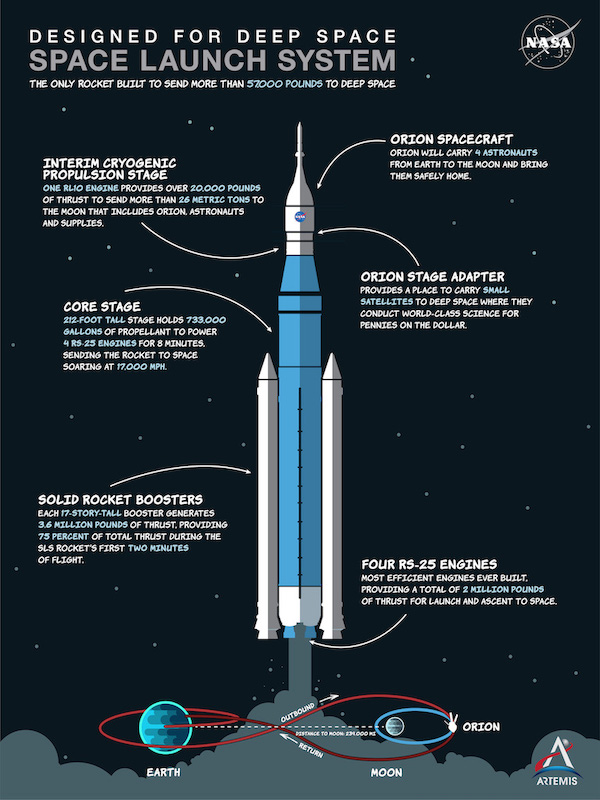 DESIGNED FOR DEEP SPACE
SPACE LAUNCH SYSTEM
THE ONLY ROCKET BUILT TO SEND MORE THAN 57,000 POUNDS TO DEEP SPACE
NASA
ORION SPACECRAFT
ORION WILL CARRY 4 ASTRONAUTS
FROM EARTH TO THE MOON AND BRING
THEM SAFELY HOME.
INTERIM CRYOGENIC
PROPULSION STAGE
ONE RL10 ENGINE PROVIDES OVER 20,000 POUNDS
OF THRUST TO SEND MORE THAN 26 METRIC TONS TO
THE MOON THAT INCLUDES ORION, ASTRONAUTS
AND SUPPLIES.
NASA
ORION STAGE ADAPTER
PROVIDES A PLACE TO CARRY SMALL
SATELLITES TO DEEP SPACE WHERE THEY
CONDUCT WORLD-CLASS SCIENCE FOR
PENNIES ON THE DOLLAR.
CORE STAGE
212-FOOT TALL STAGE HOLDS 733,000
GALLONS OF PROPELLANT TO POWER
4 RS-25 ENGINES FOR 8 MINUTES,
SENDING THE ROCKET TO SPACE
SOARING AT 17,000 MPH.
SOLID ROCKET BOOSTERS
EACH 17-STORY-TALL BOOSTER GENERATES
3.6 MILLION POUNDS OF THRUST, PROVIDING
75 PERCENT OF TOTAL THRUST DURING THE
SLS ROCKET'S FIRST TWO MINUTES
OF FLIGHT.
FOUR RS-25 ENGINES
MOST EFFICIENT ENGINES EVER BUILT,
PROVIDING A TOTAL OF 2 MILLION POUNDS
OF THRUST FOR LAUNCH AND ASCENT TO SPACE.
OUTBOUND
DISTANCE TO MOON: 239,000 MI
RETURN
ORION
EARTH
MOON
ARTEMIS